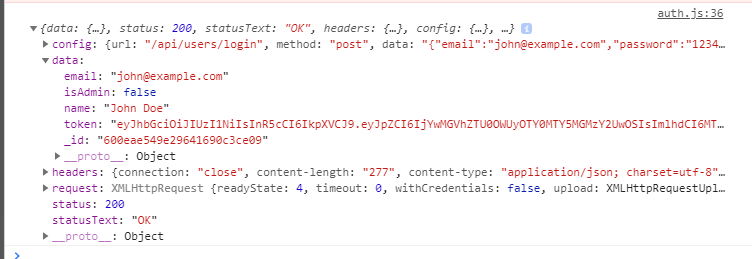 auth.js:36
▼{data: {…}, status: 200, statusText: "OK", headers: {…}, config: {…}, …} i
▶config: {url: "/api/users/login", method: "post", data: "{"email":"john@example.com","password":"1234…
▼data:
email: "john@example.com"
isAdmin: false
name: "John Doe"
token: "eyJhbGciOiJIUzI1NiIsInR5cCI6IkpXVCJ9.eyJpZCI6IjYwMGVhZTU0OWUyOTY0MTY5MGMzY2UwOSIsImlhdCI6MT…
_id: "600eae549e29641690c3ce09"
▶__proto__: Object
▶headers: {connection: "close", content-length: "277", content-type: "application/json; charset=utf-8"…
▶request: XMLHttpRequest {readyState: 4, timeout: 0, withCredentials: false, upload: XMLHttpRequestUpl…
status: 200
statusText: "OK"
▶__proto__: Object
>